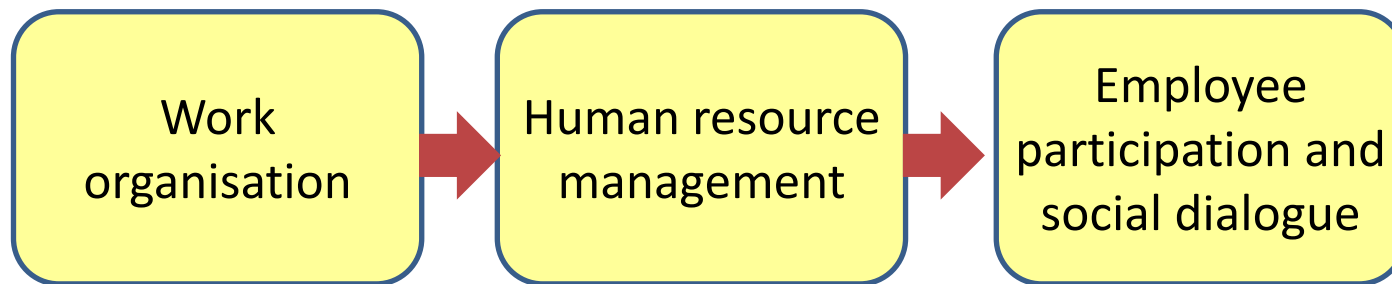 Work
organisation
Human resource
management
Employee
participation and
social dialogue